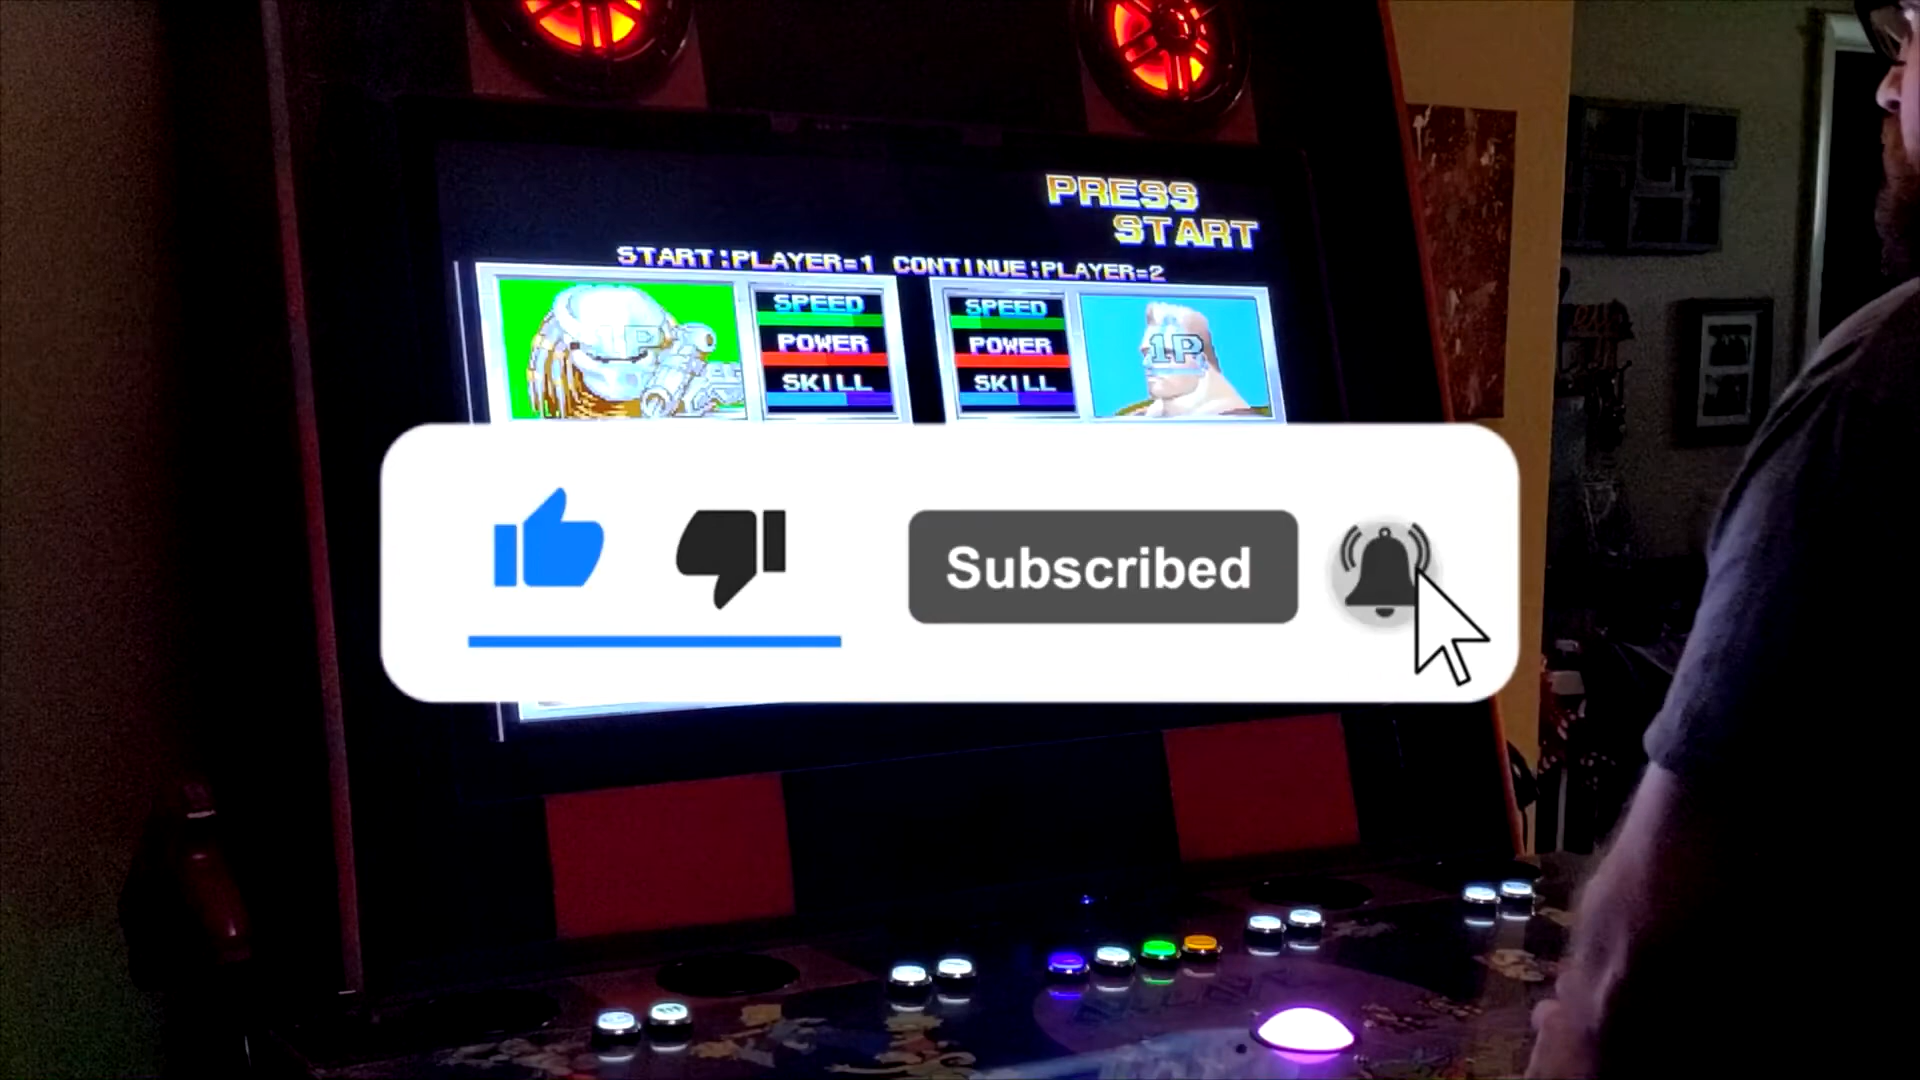 PRESS
START
START:PLAYER=1 CONTINUE:PLAYER=2
SPEED
POWER
SKILL
1P
SPEED
POWER
SKILL
1P
Subscribed